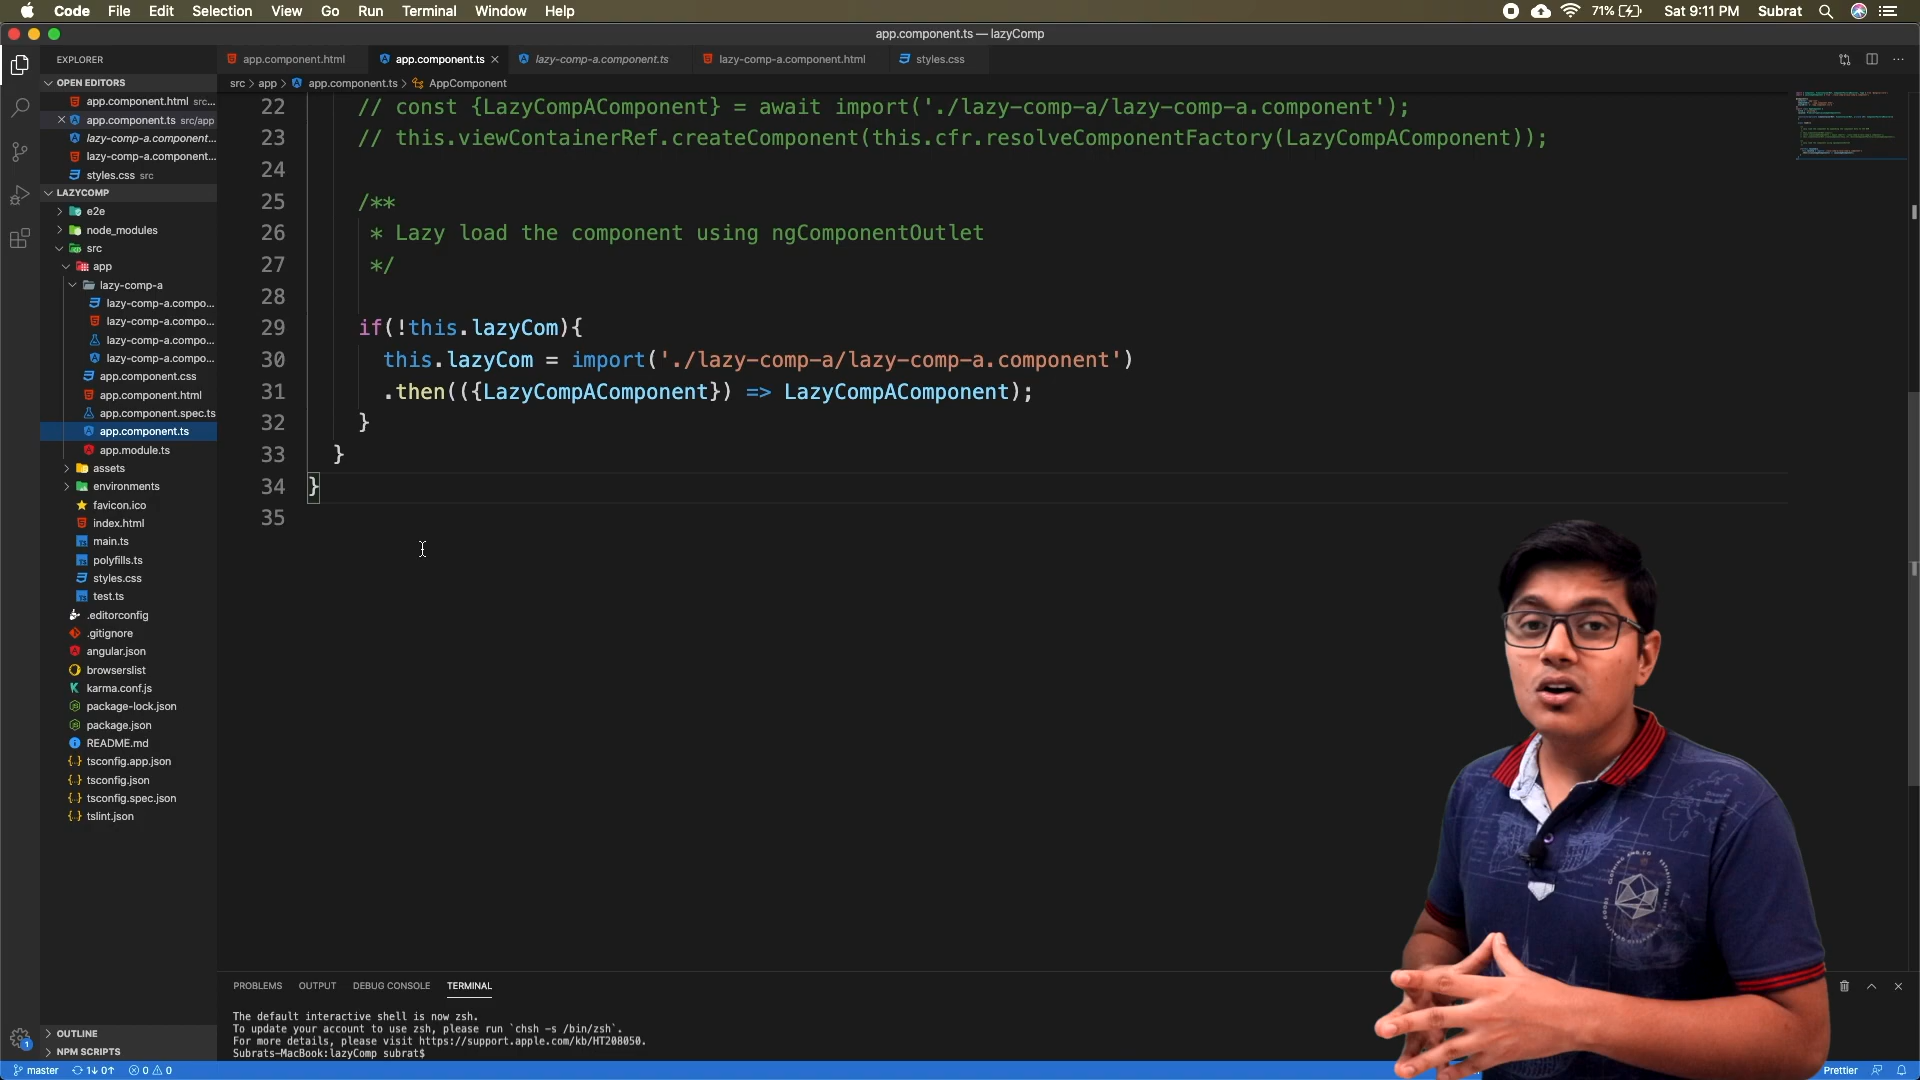 Code File Edit Selection View Go Run Terminal Window Help
71% Sat 9:11 PM Subrat
app.component.ts — lazyComp
EXPLORER
OPEN EDITORS
app.component.html src...
app.component.ts src/app
lazy-comp-a.component...
lazy-comp-a.component...
styles.css src
LAZYCOMP
e2e
node_modules
src
app
lazy-comp-a
lazy-comp-a.compo...
lazy-comp-a.compo...
lazy-comp-a.compo...
lazy-comp-a.compo...
app.component.css
app.component.html
app.component.spec.ts
app.component.ts
app.module.ts
assets
environments
favicon.ico
index.html
main.ts
polyfills.ts
styles.css
test.ts
.editorconfig
.gitignore
angular.json
browserslist
karma.conf.js
package-lock.json
package.json
README.md
tsconfig.app.json
tsconfig.json
tsconfig.spec.json
tslint.json
OUTLINE
NPM SCRIPTS
app.component.html app.component.ts lazy-comp-a.component.ts lazy-comp-a.component.html styles.css
src > app > app.component.ts > AppComponent
22 // const {LazyCompAComponent} = await import('./lazy-comp-a/lazy-comp-a.component');
23 // this.viewContainerRef.createComponent(this.cfr.resolveComponentFactory(LazyCompAComponent));
24
25 /**
26 * Lazy load the component using ngComponentOutlet
27 */
28
29 if(!this.lazyCom){
30 this.lazyCom = import('./lazy-comp-a/lazy-comp-a.component')
31 .then(({LazyCompAComponent}) => LazyCompAComponent);
32 }
33 }
34 }
35
PROBLEMS OUTPUT DEBUG CONSOLE TERMINAL
The default interactive shell is now zsh.
To update your account to use zsh, please run `chsh -s /bin/zsh`.
For more details, please visit https://support.apple.com/kb/HT208050.
Subrats-MacBook:lazyComp subrat$
1
master 1↓ 0↑ 0 0
Prettier